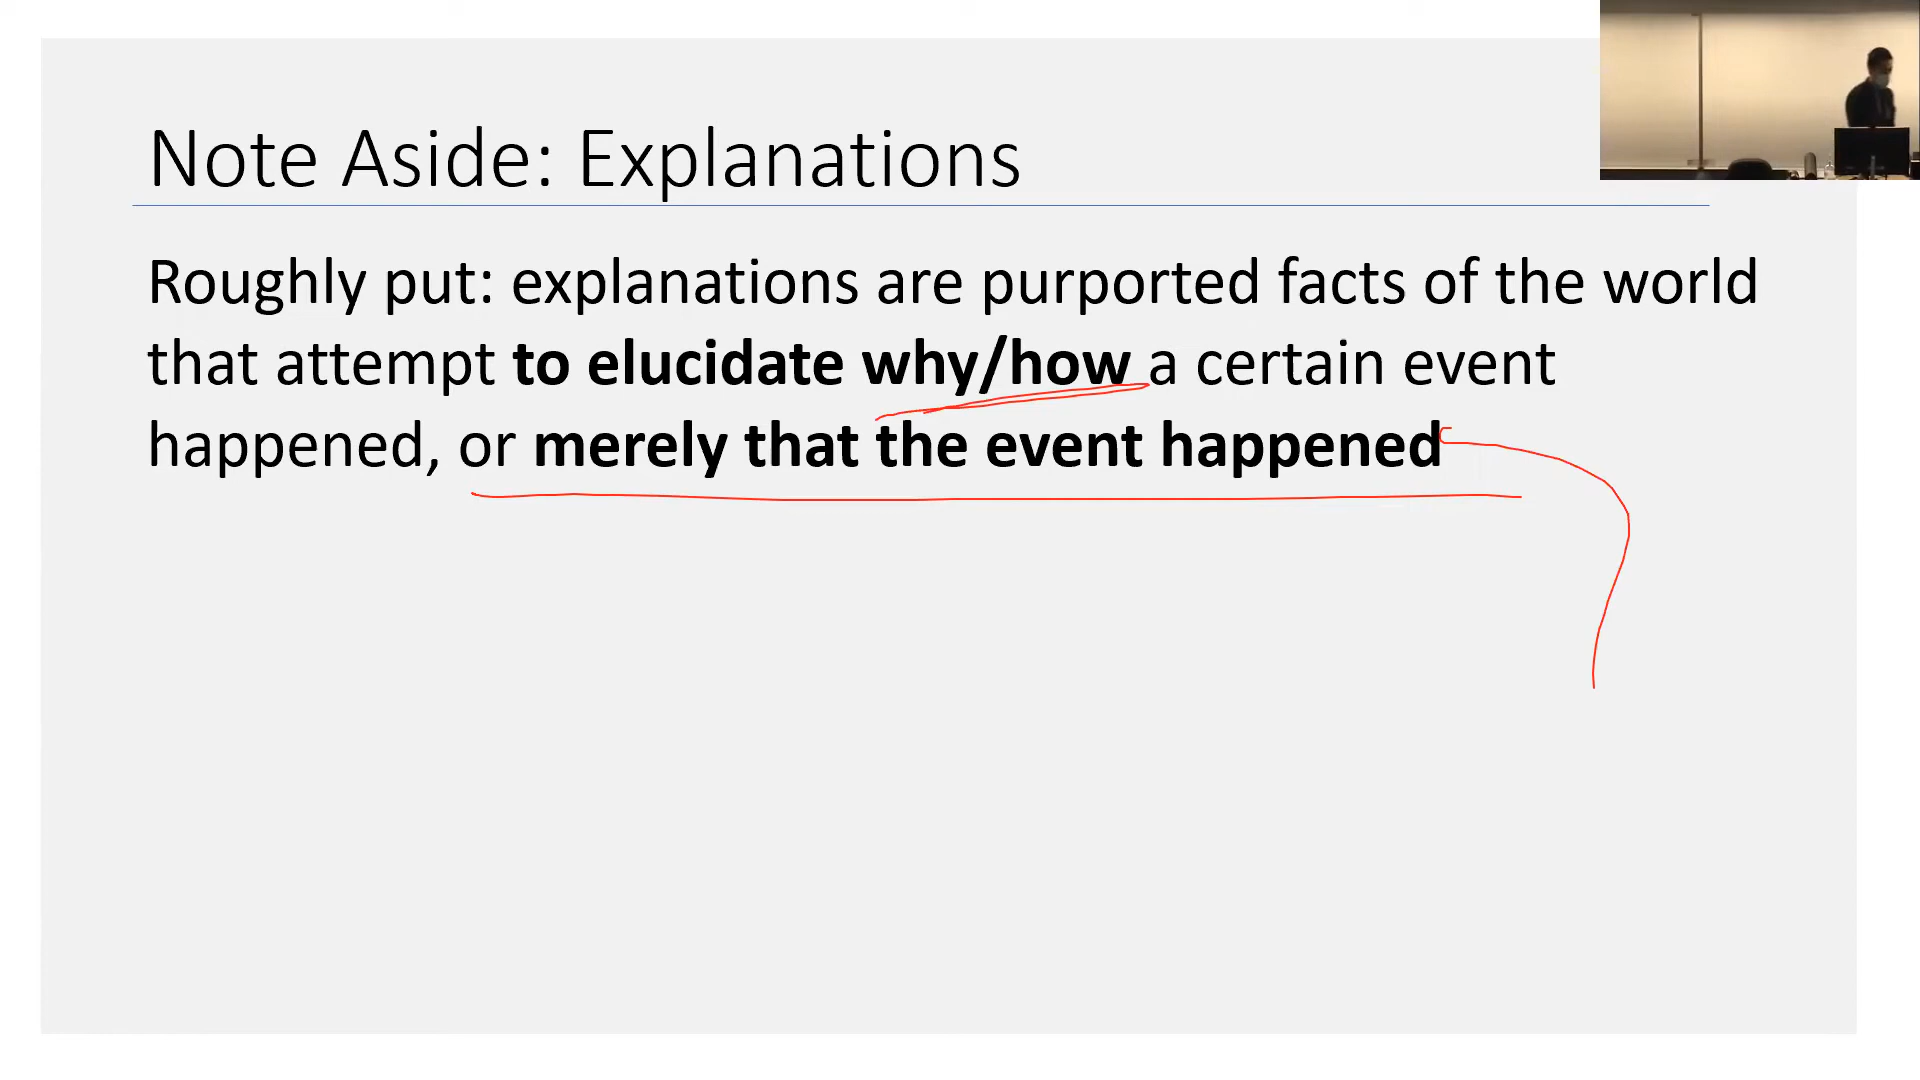 Note Aside: Explanations
Roughly put: explanations are purported facts of the world
that attempt to elucidate why/how a certain event
happened, or merely that the event happened